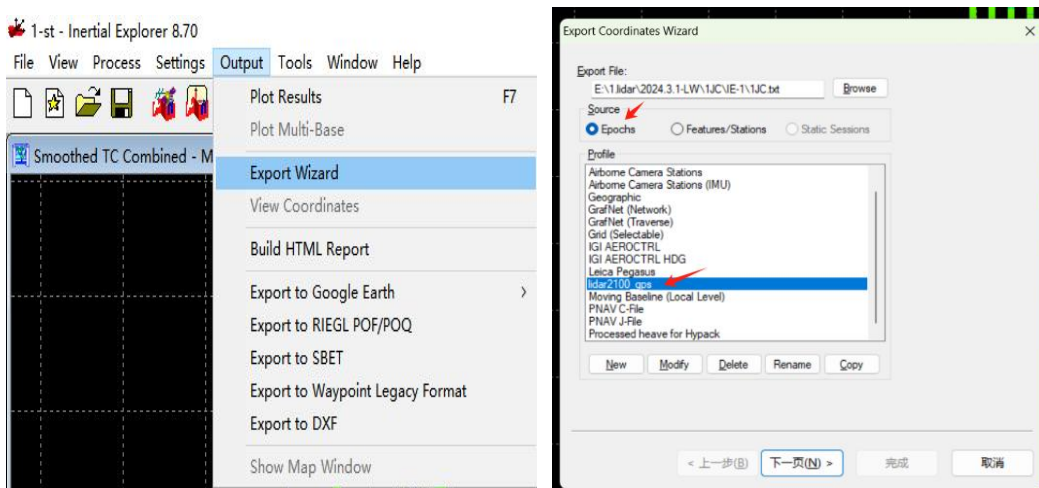 1-st - Inertial Explorer 8.70
File View Process Settings Output Tools Window Help
Plot Results F7
Plot Multi-Base
Smoothed TC Combined - M
Export Wizard
View Coordinates
Build HTML Report
Export to Google Earth >
Export to RIEGL POF/POQ
Export to SBET
Export to Waypoint Legacy Format
Export to DXF
Show Map Window
Export Coordinates Wizard
Export File:
E:\1.lidar\2024.3.1-LW\1JC\IE-1\1JC.txt Browse
Source
Epochs Features/Stations Static Sessions
Profile
Airborne Camera Stations
Airborne Camera Stations (IMU)
Geographic
GrafNet (Network)
GrafNet (Traverse)
Grid (Selectable)
IGI AEROCTRL
IGI AEROCTRL HDG
Leica Pegasus
lidar2100_gps
Moving Baseline (Local Level)
PNAV C-File
PNAV J-File
Processed heave for Hypack
New Modify Delete Rename Copy
< 上一步(B) 下一页(N) > 完成 取消